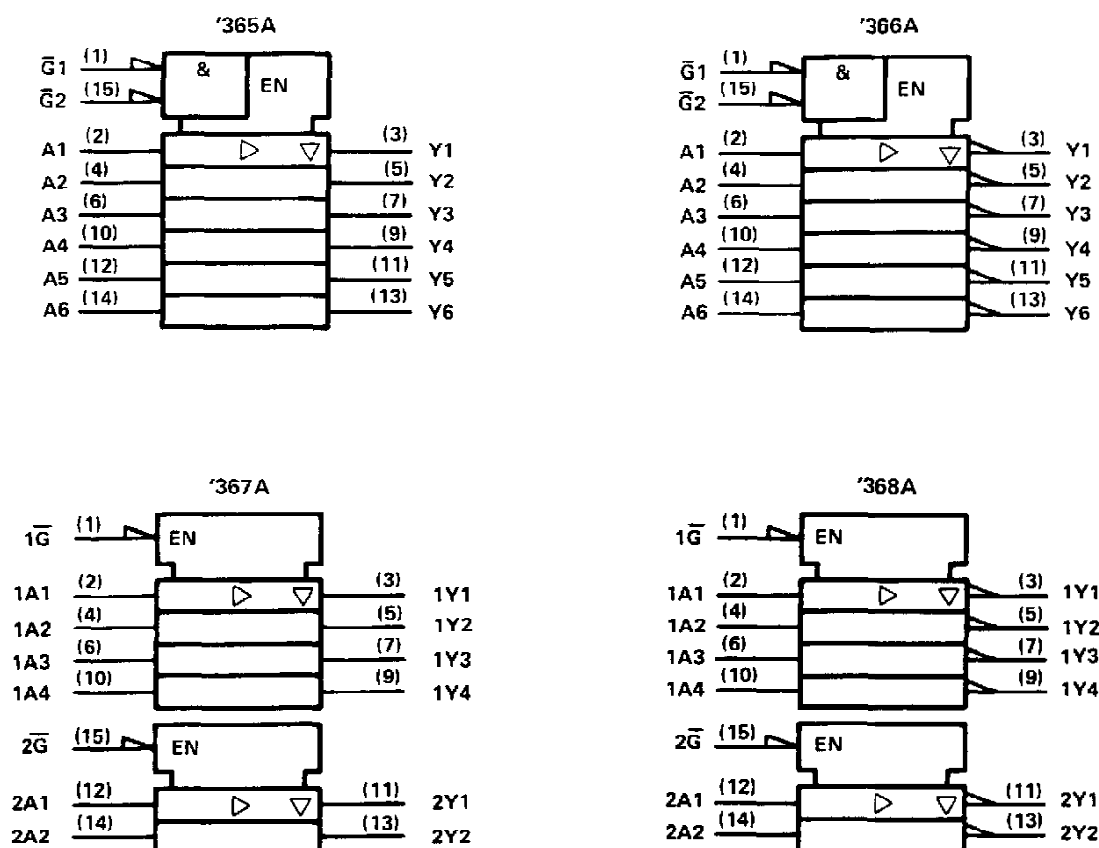 '365A
G̅1 (1) & EN
G̅2 (15)
A1 (2) (3) Y1
A2 (4) (5) Y2
A3 (6) (7) Y3
A4 (10) (9) Y4
A5 (12) (11) Y5
A6 (14) (13) Y6
'366A
G̅1 (1) & EN
G̅2 (15)
A1 (2) (3) Y1
A2 (4) (5) Y2
A3 (6) (7) Y3
A4 (10) (9) Y4
A5 (12) (11) Y5
A6 (14) (13) Y6
'367A
1G̅ (1) EN
1A1 (2) (3) 1Y1
1A2 (4) (5) 1Y2
1A3 (6) (7) 1Y3
1A4 (10) (9) 1Y4
2G̅ (15) EN
2A1 (12) (11) 2Y1
2A2 (14) (13) 2Y2
'368A
1G̅ (1) EN
1A1 (2) (3) 1Y1
1A2 (4) (5) 1Y2
1A3 (6) (7) 1Y3
1A4 (10) (9) 1Y4
2G̅ (15) EN
2A1 (12) (11) 2Y1
2A2 (14) (13) 2Y2